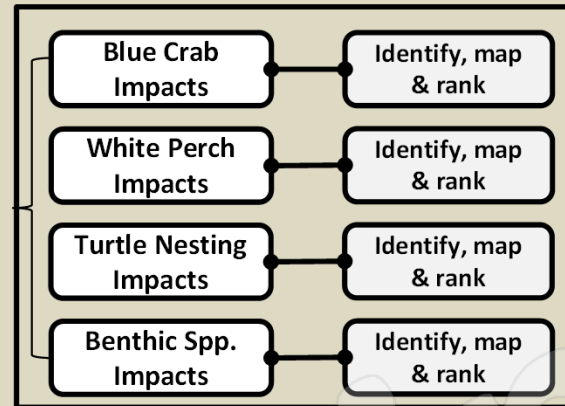 Blue Crab
Impacts
Identify, map
& rank
White Perch
Impacts
Identify, map
& rank
Turtle Nesting
Impacts
Identify, map
& rank
Benthic Spp.
Impacts
Identify, map
& rank